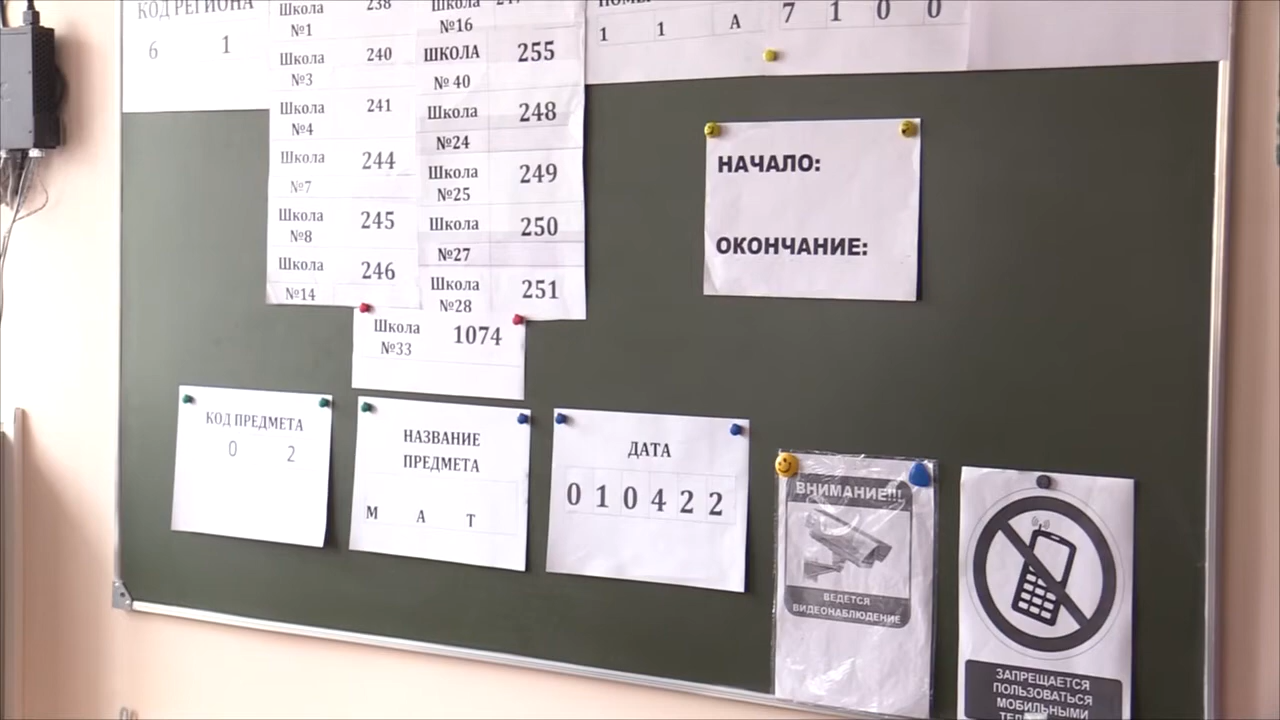 КОД РЕГИОНА
6 1
Школа 238
№1
Школа 240
№3
Школа 241
№4
Школа 244
№7
Школа 245
№8
Школа 246
№14
Школа
№16
ШКОЛА 255
№ 40
Школа 248
№24
Школа 249
№25
Школа 250
№27
Школа 251
№28
Школа 1074
№33
1 1 А 7 1 0 0
НАЧАЛО:
ОКОНЧАНИЕ:
КОД ПРЕДМЕТА
0 2
НАЗВАНИЕ
ПРЕДМЕТА
М А Т
ДАТА
0 1 0 4 2 2
ВНИМАНИЕ!!!
ВЕДЕТСЯ
ВИДЕОНАБЛЮДЕНИЕ
ЗАПРЕЩАЕТСЯ
ПОЛЬЗОВАТЬСЯ
МОБИЛЬНЫМИ